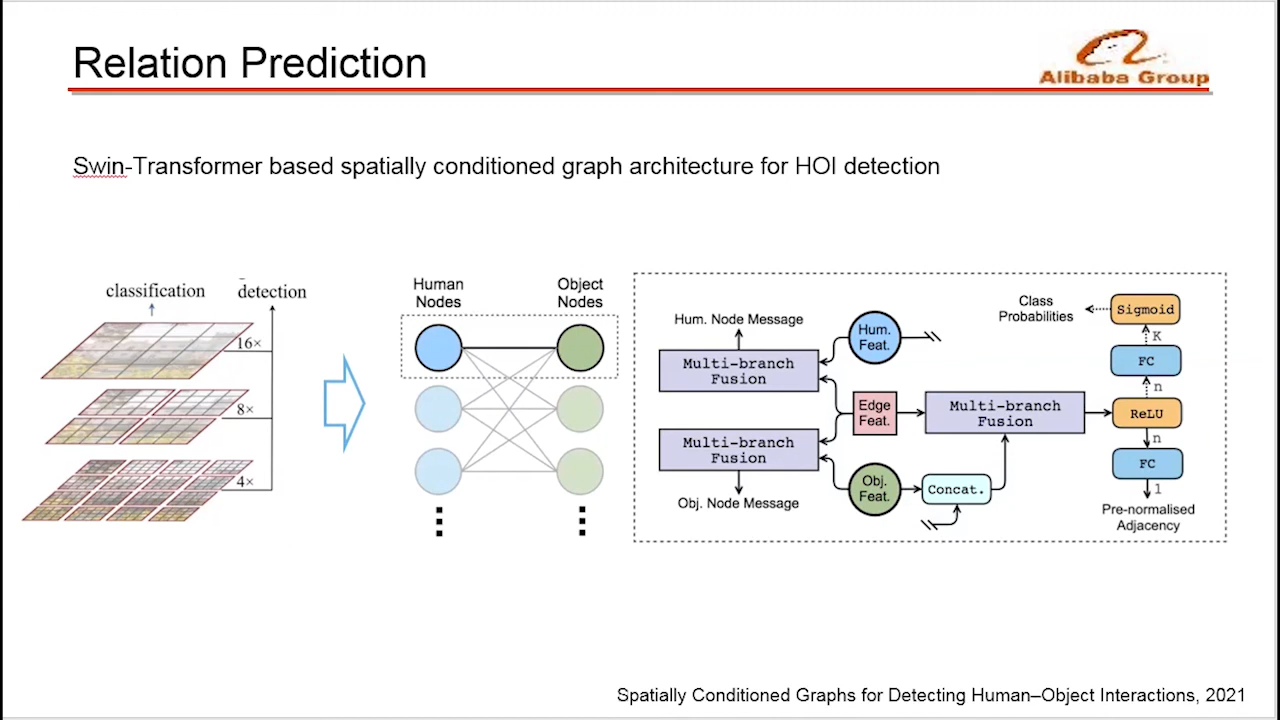 Relation Prediction
Alibaba Group
Swin-Transformer based spatially conditioned graph architecture for HOI detection
classification
detection
16×
8×
4×
Human
Nodes
Object
Nodes
Hum. Node Message
Multi-branch
Fusion
Hum.
Feat.
Edge
Feat.
Multi-branch
Fusion
Obj. Node Message
Obj.
Feat.
Concat.
Multi-branch
Fusion
Class
Probabilities
Sigmoid
K
FC
n
ReLU
n
FC
1
Pre-normalised
Adjacency
Spatially Conditioned Graphs for Detecting Human–Object Interactions, 2021